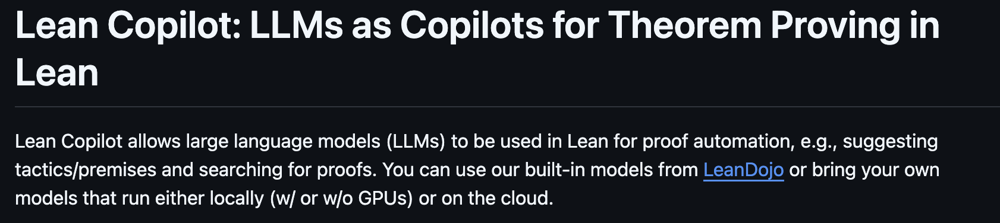 Lean Copilot: LLMs as Copilots for Theorem Proving in
Lean
Lean Copilot allows large language models (LLMs) to be used in Lean for proof automation, e.g., suggesting
tactics/premises and searching for proofs. You can use our built-in models from LeanDojo or bring your own
models that run either locally (w/ or w/o GPUs) or on the cloud.